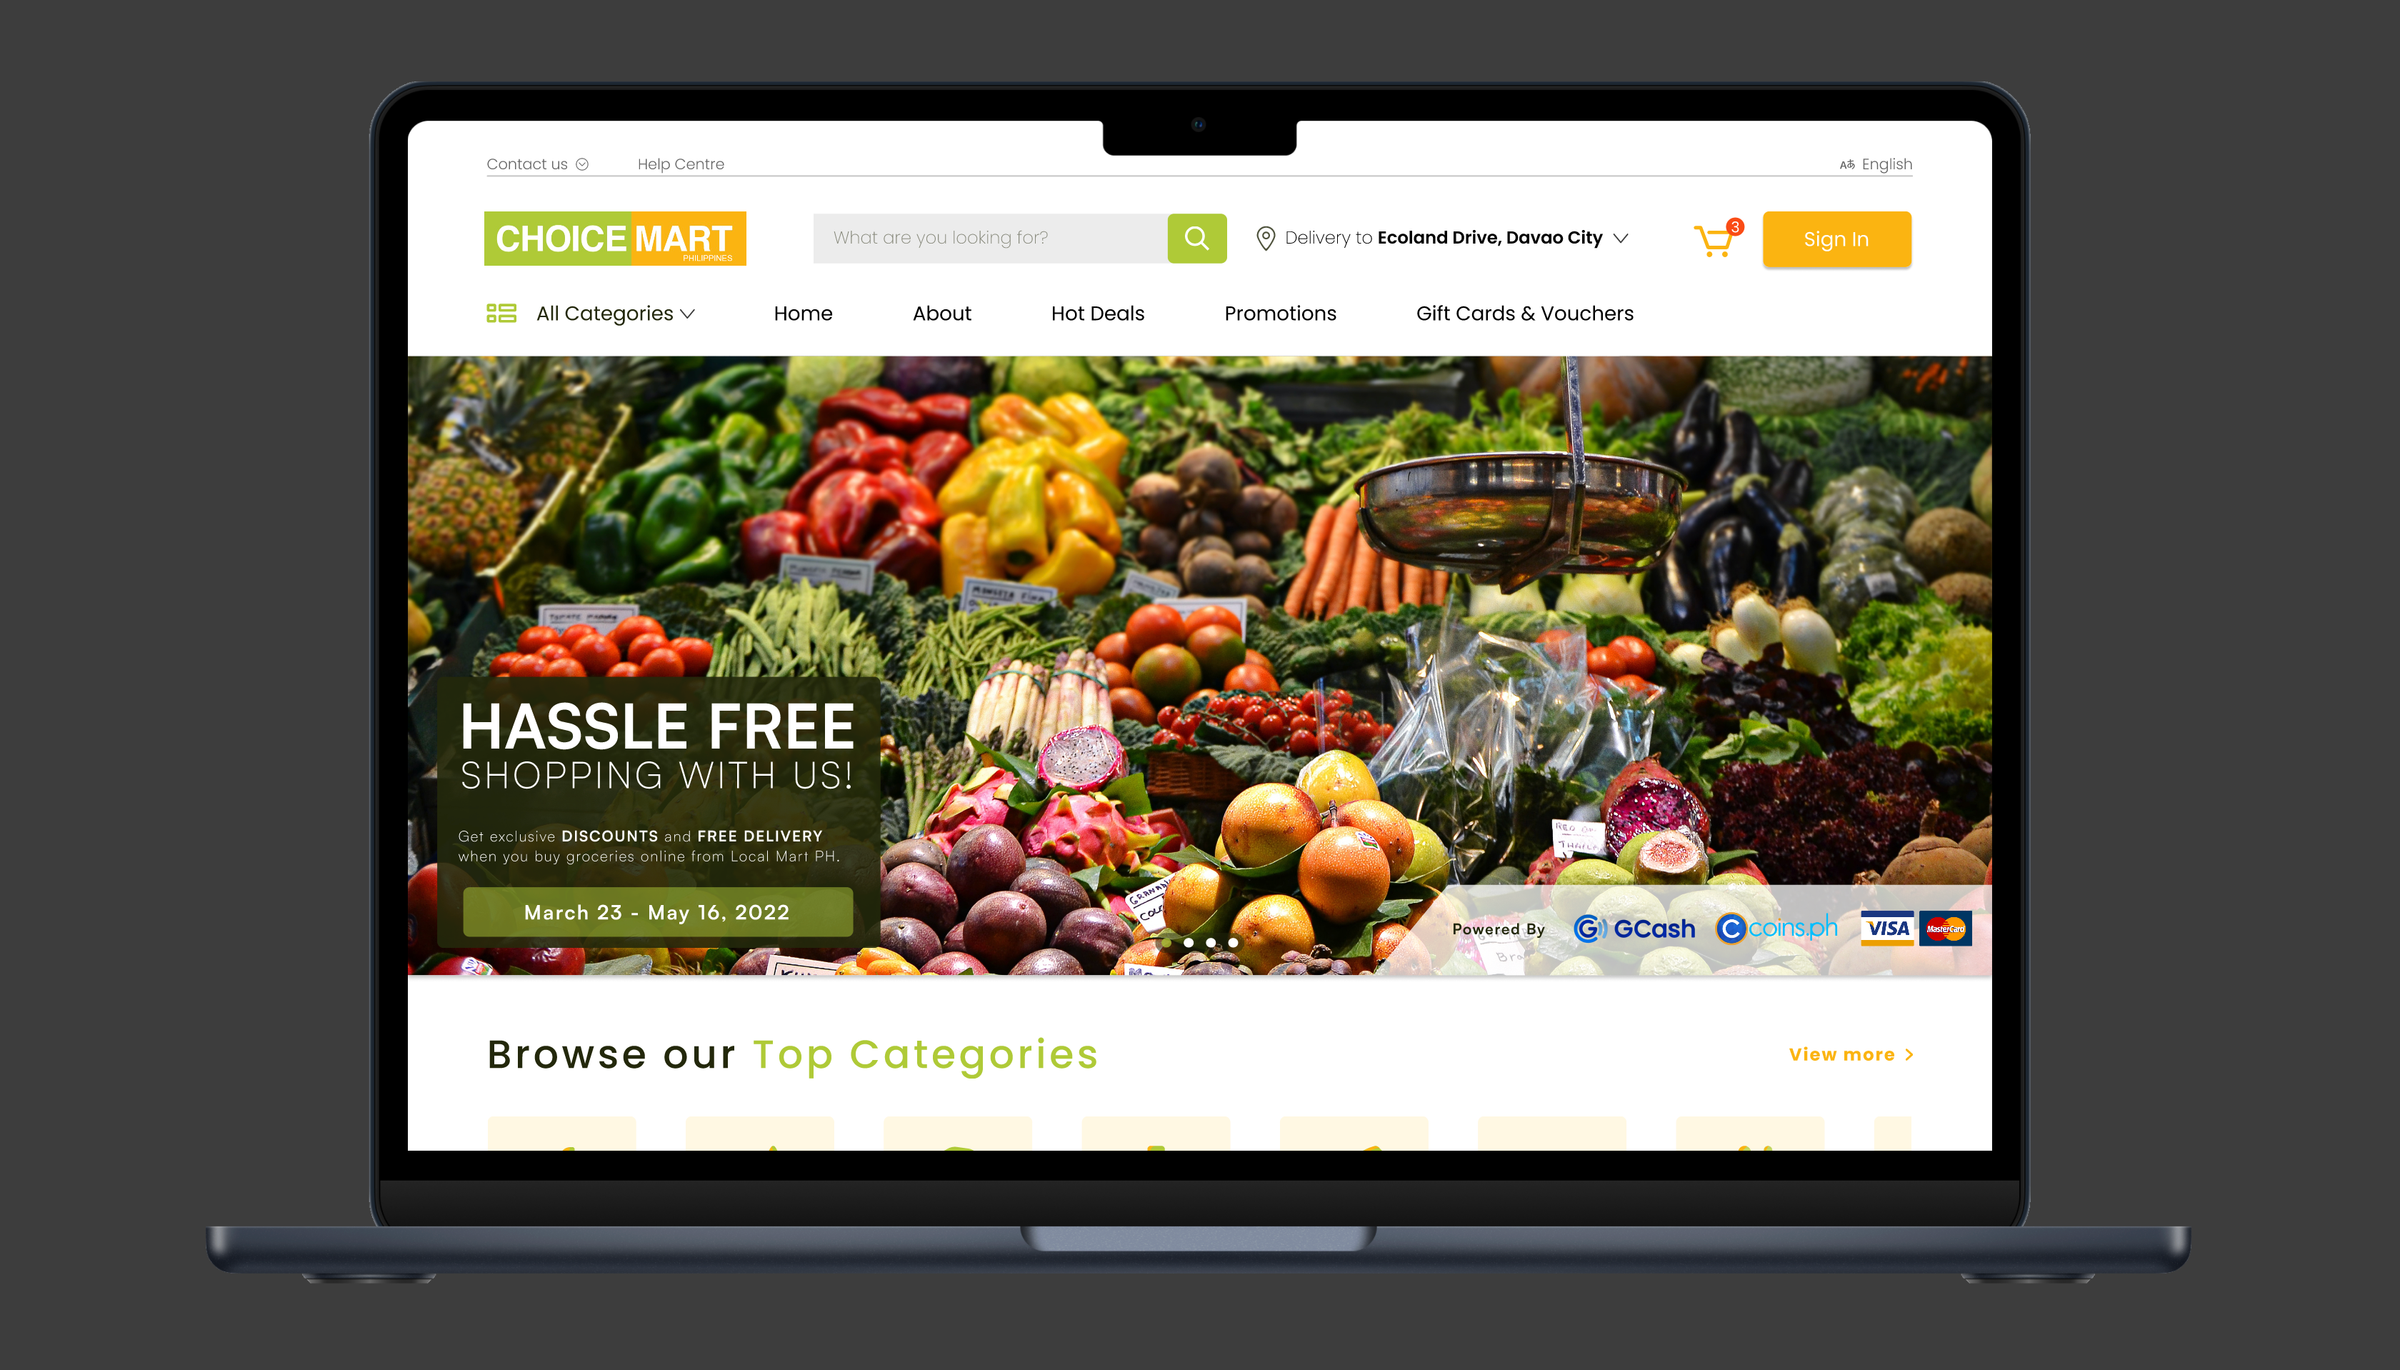 Contact us
Help Centre
Aあ English
CHOICE MART
PHILIPPINES
What are you looking for?
Delivery to Ecoland Drive, Davao City
3
Sign In
All Categories
Home
About
Hot Deals
Promotions
Gift Cards & Vouchers
HASSLE FREE
SHOPPING WITH US!
Get exclusive DISCOUNTS and FREE DELIVERY
when you buy groceries online from Local Mart PH.
March 23 - May 16, 2022
Powered By
GCash
coins.ph
VISA
MasterCard
Browse our Top Categories
View more